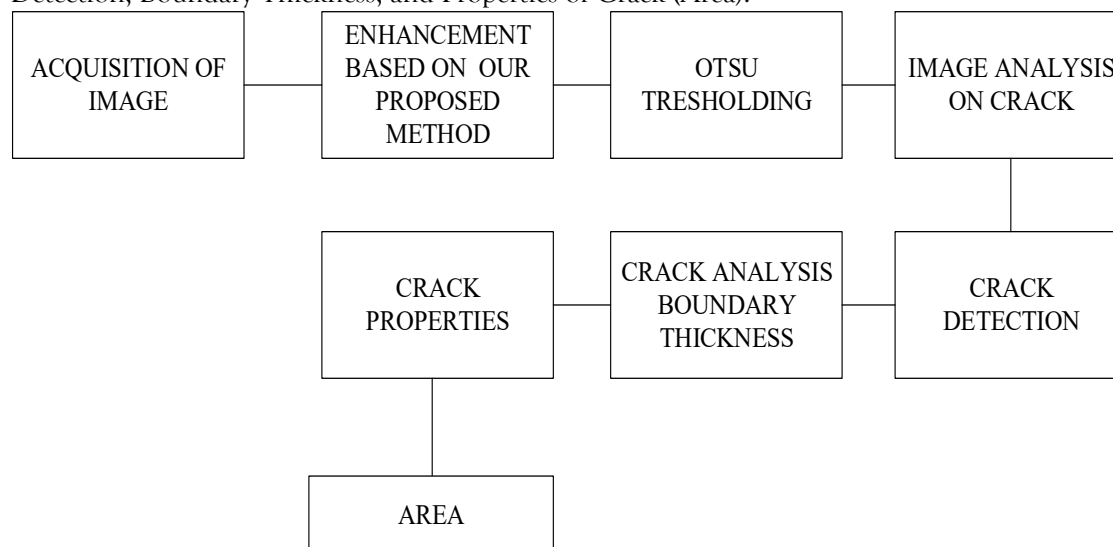 Detection, Boundary Thickness, and Properties of Crack (Area).
ACQUISITION OF
IMAGE
ENHANCEMENT
BASED ON OUR
PROPOSED
METHOD
OTSU
TRESHOLDING
IMAGE ANALYSIS
ON CRACK
CRACK
PROPERTIES
CRACK ANALYSIS
BOUNDARY
THICKNESS
CRACK
DETECTION
AREA